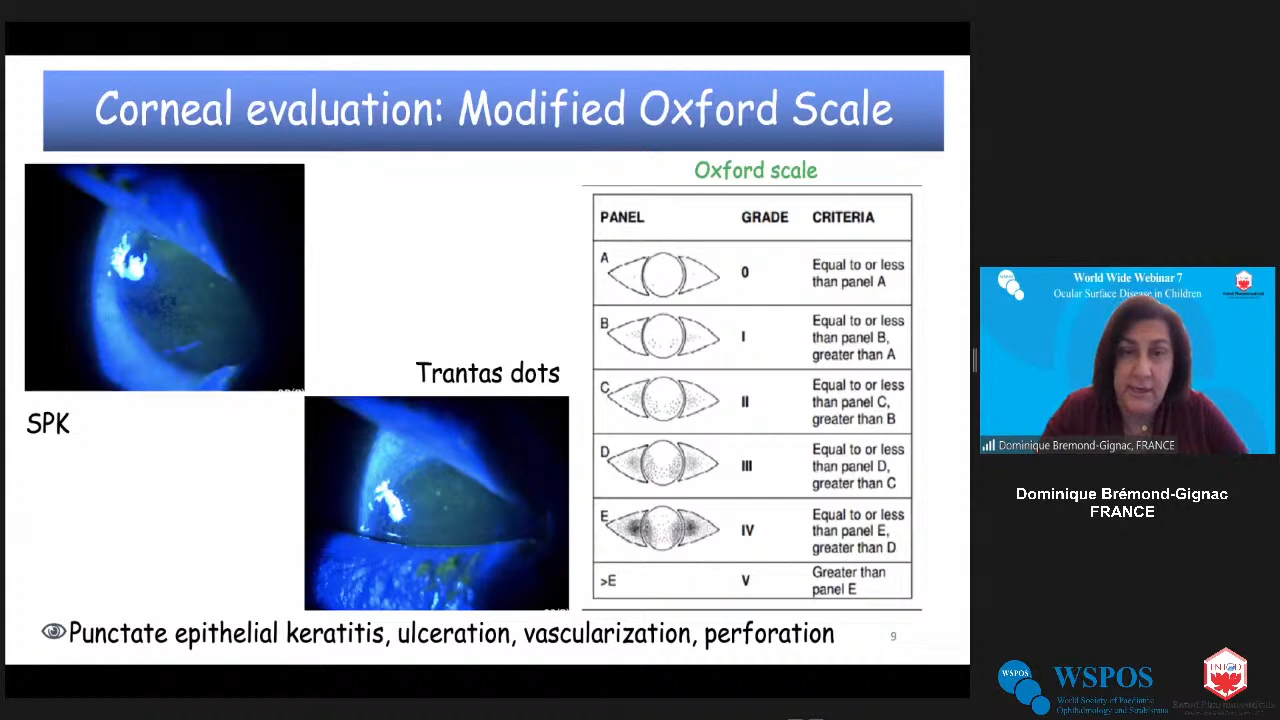 Corneal evaluation: Modified Oxford Scale
Oxford scale
PANEL GRADE CRITERIA
A 0 Equal to or less
than panel A
B I Equal to or less
than panel B,
greater than A
C II Equal to or less
than panel C,
greater than B
D III Equal to or less
than panel D,
greater than C
E IV Equal to or less
than panel E,
greater than D
>E V Greater than
panel E
Trantas dots
SPK
Punctate epithelial keratitis, ulceration, vascularization, perforation
9
World Wide Webinar 7
Ocular Surface Disease in Children
Dominique Bremond-Gignac, FRANCE
Dominique Brémond-Gignac
FRANCE
WSPOS
WSPOS
World Society of Paediatric
Ophthalmology and Strabismus
Entod Pharmaceuticals